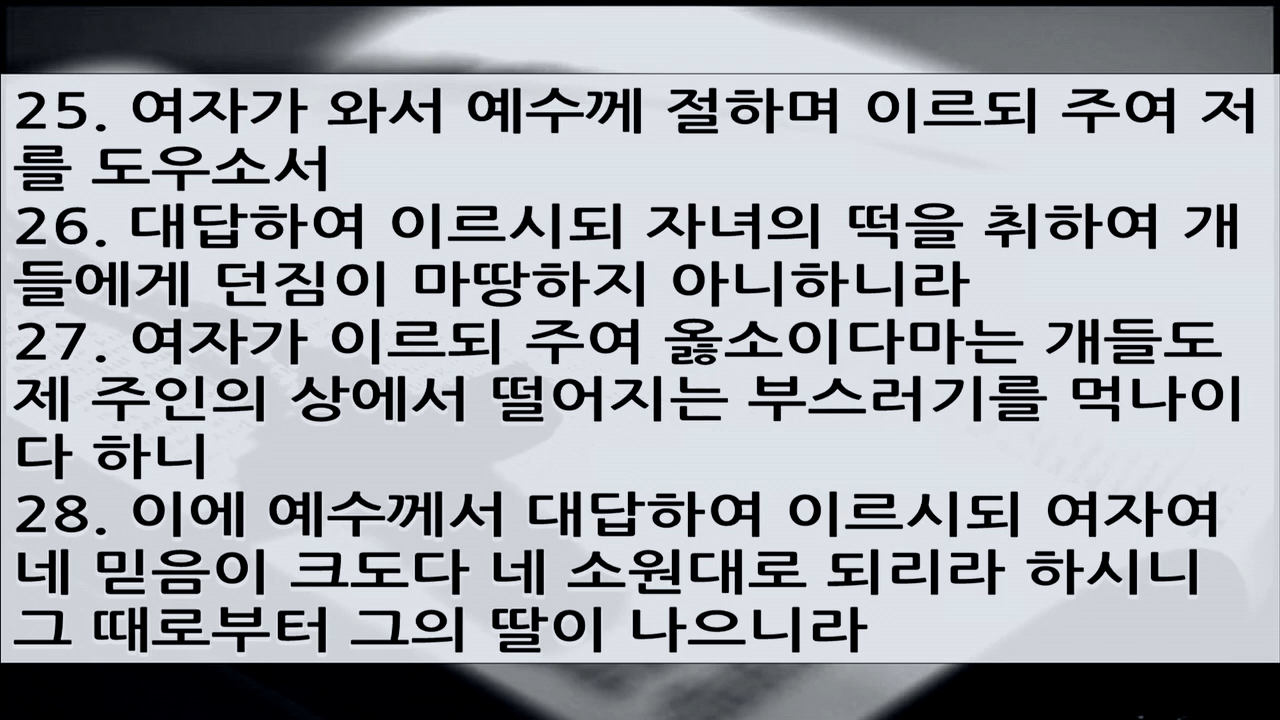 25. 여자가 와서 예수께 절하며 이르되 주여 저
를 도우소서
26. 대답하여 이르시되 자녀의 떡을 취하여 개
들에게 던짐이 마땅하지 아니하니라
27. 여자가 이르되 주여 옳소이다마는 개들도
제 주인의 상에서 떨어지는 부스러기를 먹나이
다 하니
28. 이에 예수께서 대답하여 이르시되 여자여
네 믿음이 크도다 네 소원대로 되리라 하시니
그 때로부터 그의 딸이 나으니라